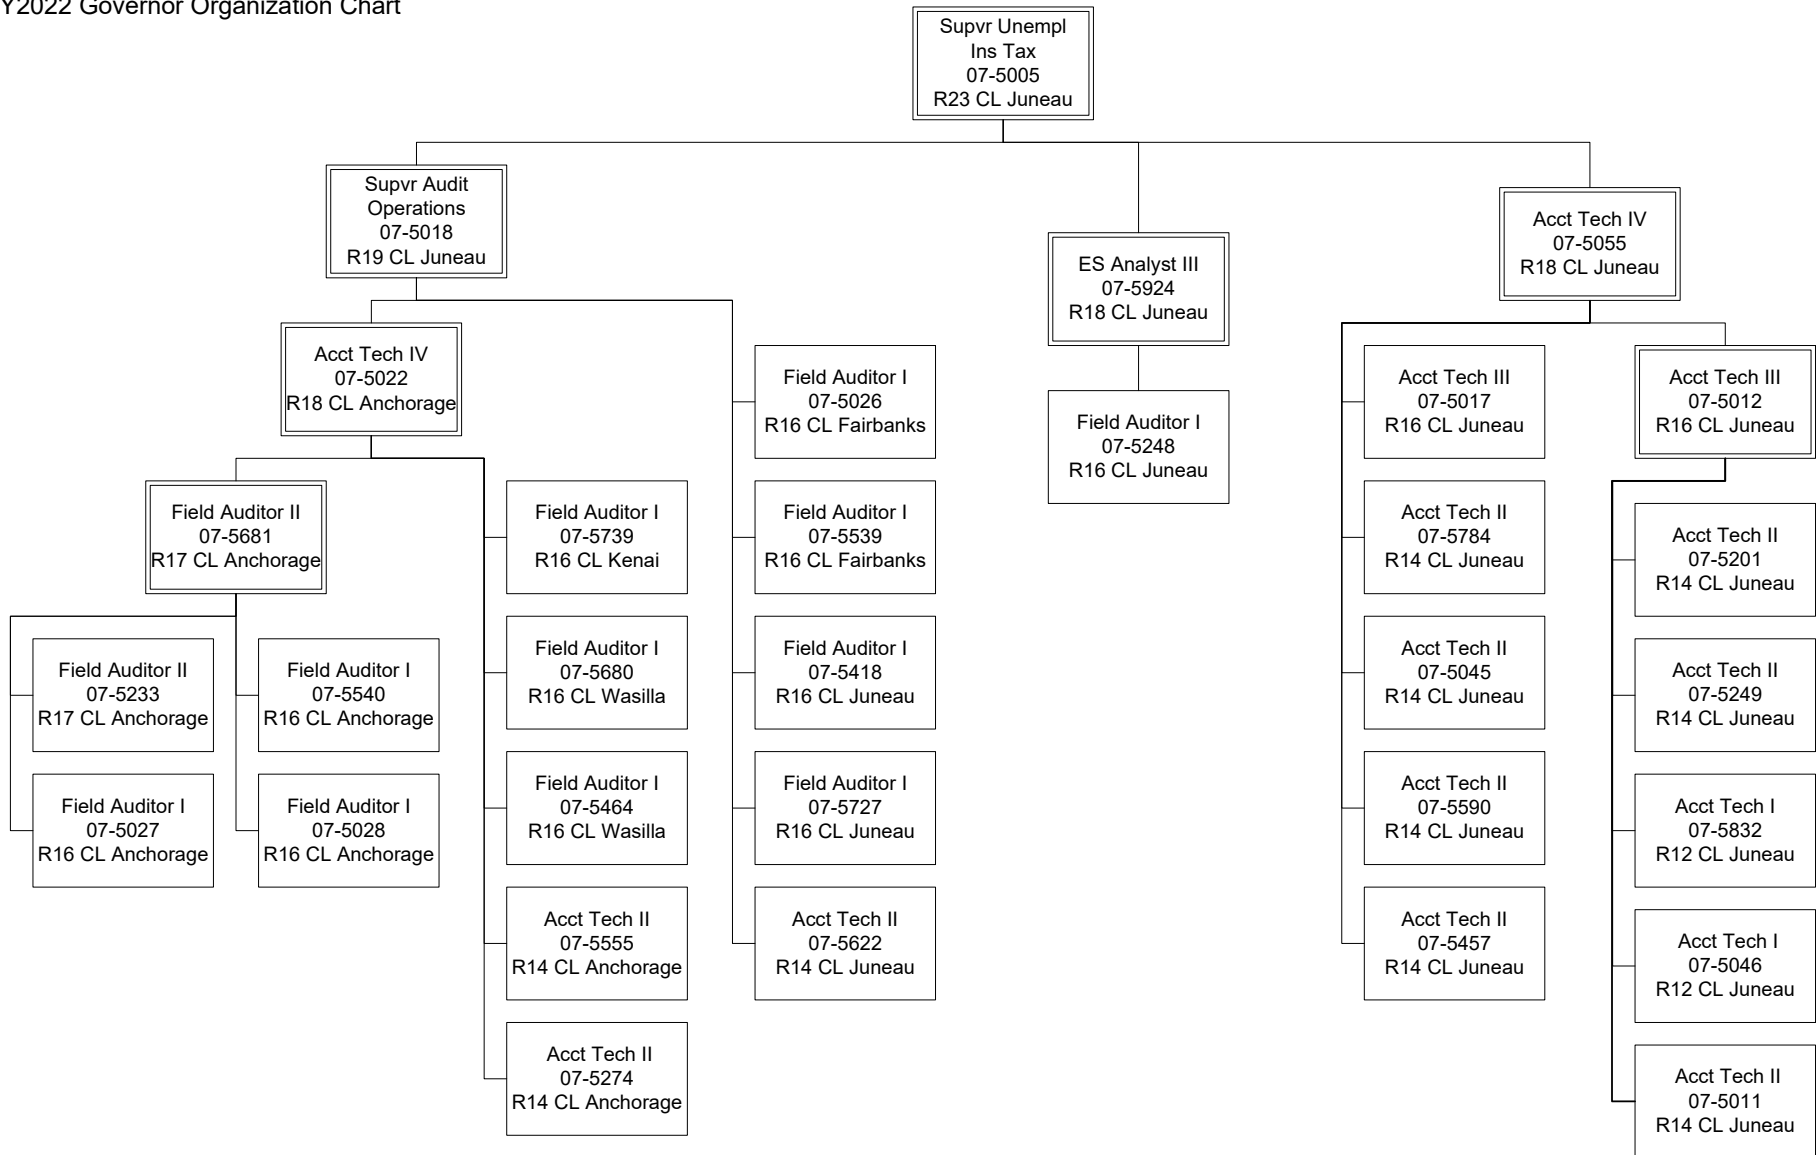 Y2022 Governor Organization Chart
Supvr Unempl
Ins Tax
07-5005
R23 CL Juneau
Supvr Audit
Operations
07-5018
R19 CL Juneau
Acct Tech IV
07-5022
R18 CL Anchorage
Field Auditor II
07-5681
R17 CL Anchorage
Field Auditor II
07-5233
R17 CL Anchorage
Field Auditor I
07-5027
R16 CL Anchorage
Field Auditor I
07-5540
R16 CL Anchorage
Field Auditor I
07-5028
R16 CL Anchorage
Field Auditor I
07-5739
R16 CL Kenai
Field Auditor I
07-5680
R16 CL Wasilla
Field Auditor I
07-5464
R16 CL Wasilla
Acct Tech II
07-5555
R14 CL Anchorage
Acct Tech II
07-5274
R14 CL Anchorage
Field Auditor I
07-5026
R16 CL Fairbanks
Field Auditor I
07-5539
R16 CL Fairbanks
Field Auditor I
07-5418
R16 CL Juneau
Field Auditor I
07-5727
R16 CL Juneau
Acct Tech II
07-5622
R14 CL Juneau
ES Analyst III
07-5924
R18 CL Juneau
Field Auditor I
07-5248
R16 CL Juneau
Acct Tech IV
07-5055
R18 CL Juneau
Acct Tech III
07-5017
R16 CL Juneau
Acct Tech II
07-5784
R14 CL Juneau
Acct Tech II
07-5045
R14 CL Juneau
Acct Tech II
07-5590
R14 CL Juneau
Acct Tech II
07-5457
R14 CL Juneau
Acct Tech III
07-5012
R16 CL Juneau
Acct Tech II
07-5201
R14 CL Juneau
Acct Tech II
07-5249
R14 CL Juneau
Acct Tech I
07-5832
R12 CL Juneau
Acct Tech I
07-5046
R12 CL Juneau
Acct Tech II
07-5011
R14 CL Juneau